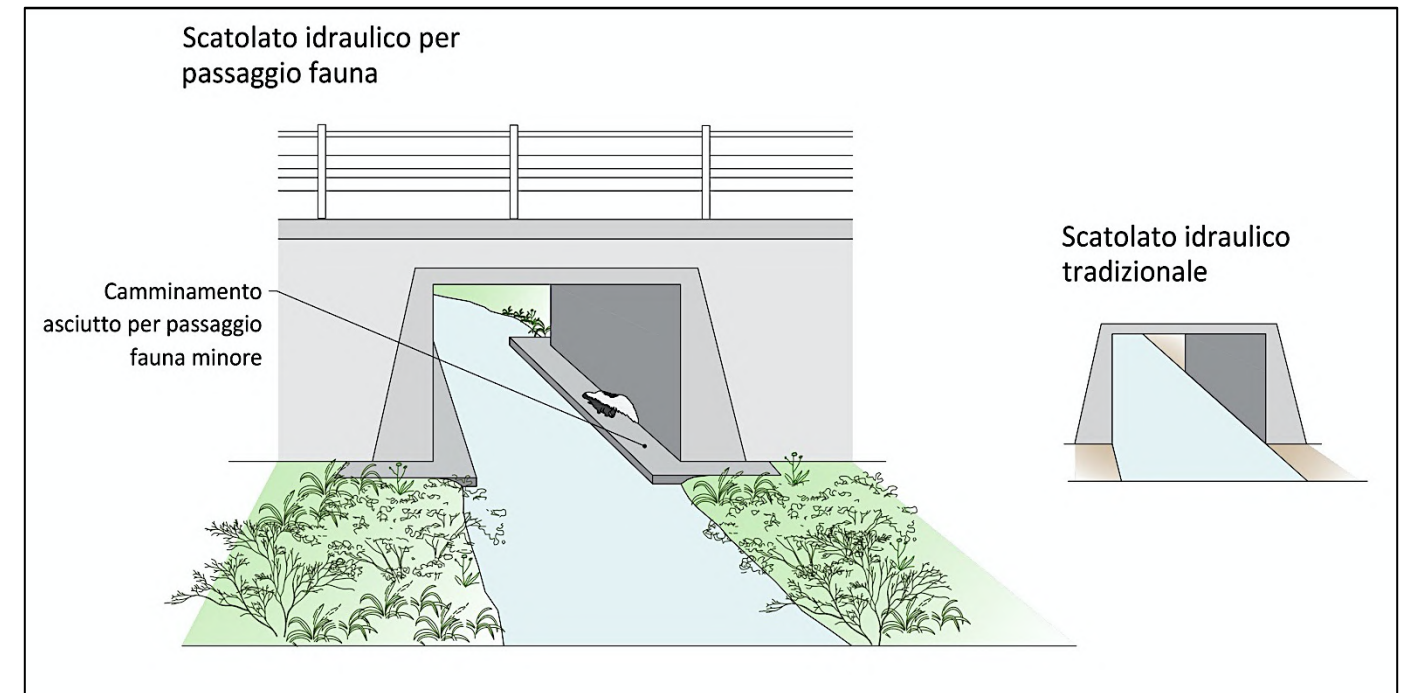 Scatolato idraulico per
passaggio fauna
Camminamento
asciutto per passaggio
fauna minore
Scatolato idraulico
tradizionale